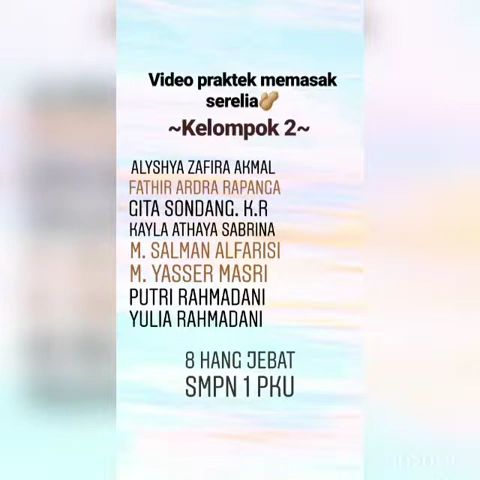 Video praktek memasak
serelia🥜
~Kelompok 2~
ALYSHYA ZAFIRA AKMAL
FATHIR ARDRA RAPANGA
GITA SONDANG. K.R
KAYLA ATHAYA SABRINA
M. SALMAN ALFARISI
M. YASSER MASRI
PUTRI RAHMADANI
YULIA RAHMADANI
8 HANG JEBAT
SMPN 1 PKU